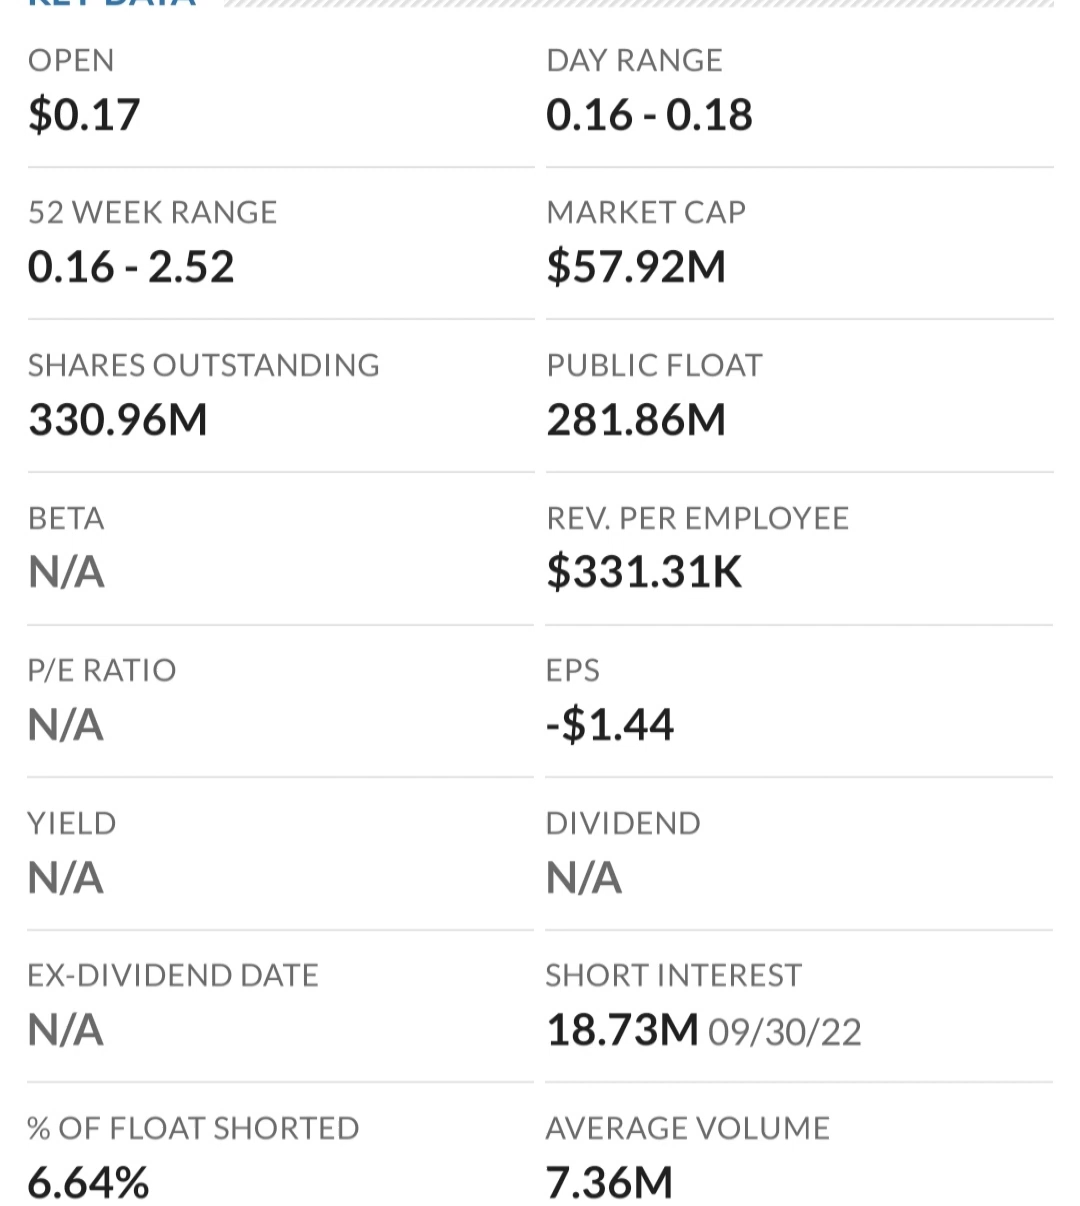 KEY DATA
OPEN
$0.17
DAY RANGE
0.16 - 0.18
52 WEEK RANGE
0.16 - 2.52
MARKET CAP
$57.92M
SHARES OUTSTANDING
330.96M
PUBLIC FLOAT
281.86M
BETA
N/A
REV. PER EMPLOYEE
$331.31K
P/E RATIO
N/A
EPS
-$1.44
YIELD
N/A
DIVIDEND
N/A
EX-DIVIDEND DATE
N/A
SHORT INTEREST
18.73M 09/30/22
% OF FLOAT SHORTED
6.64%
AVERAGE VOLUME
7.36M